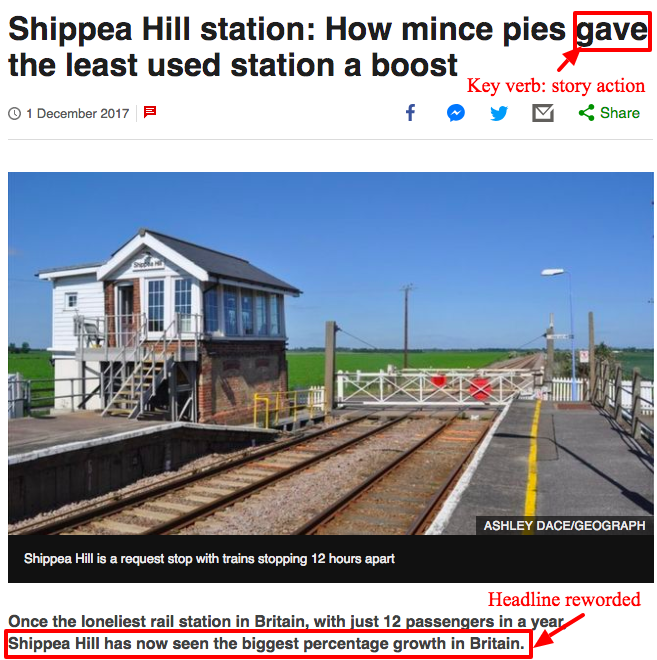 Shippea Hill station: How mince pies gave
the least used station a boost
Key verb: story action
1 December 2017
Share
Shippea Hill
ASHLEY DACE/GEOGRAPH
Shippea Hill is a request stop with trains stopping 12 hours apart
Headline reworded
Once the loneliest rail station in Britain, with just 12 passengers in a year
Shippea Hill has now seen the biggest percentage growth in Britain.